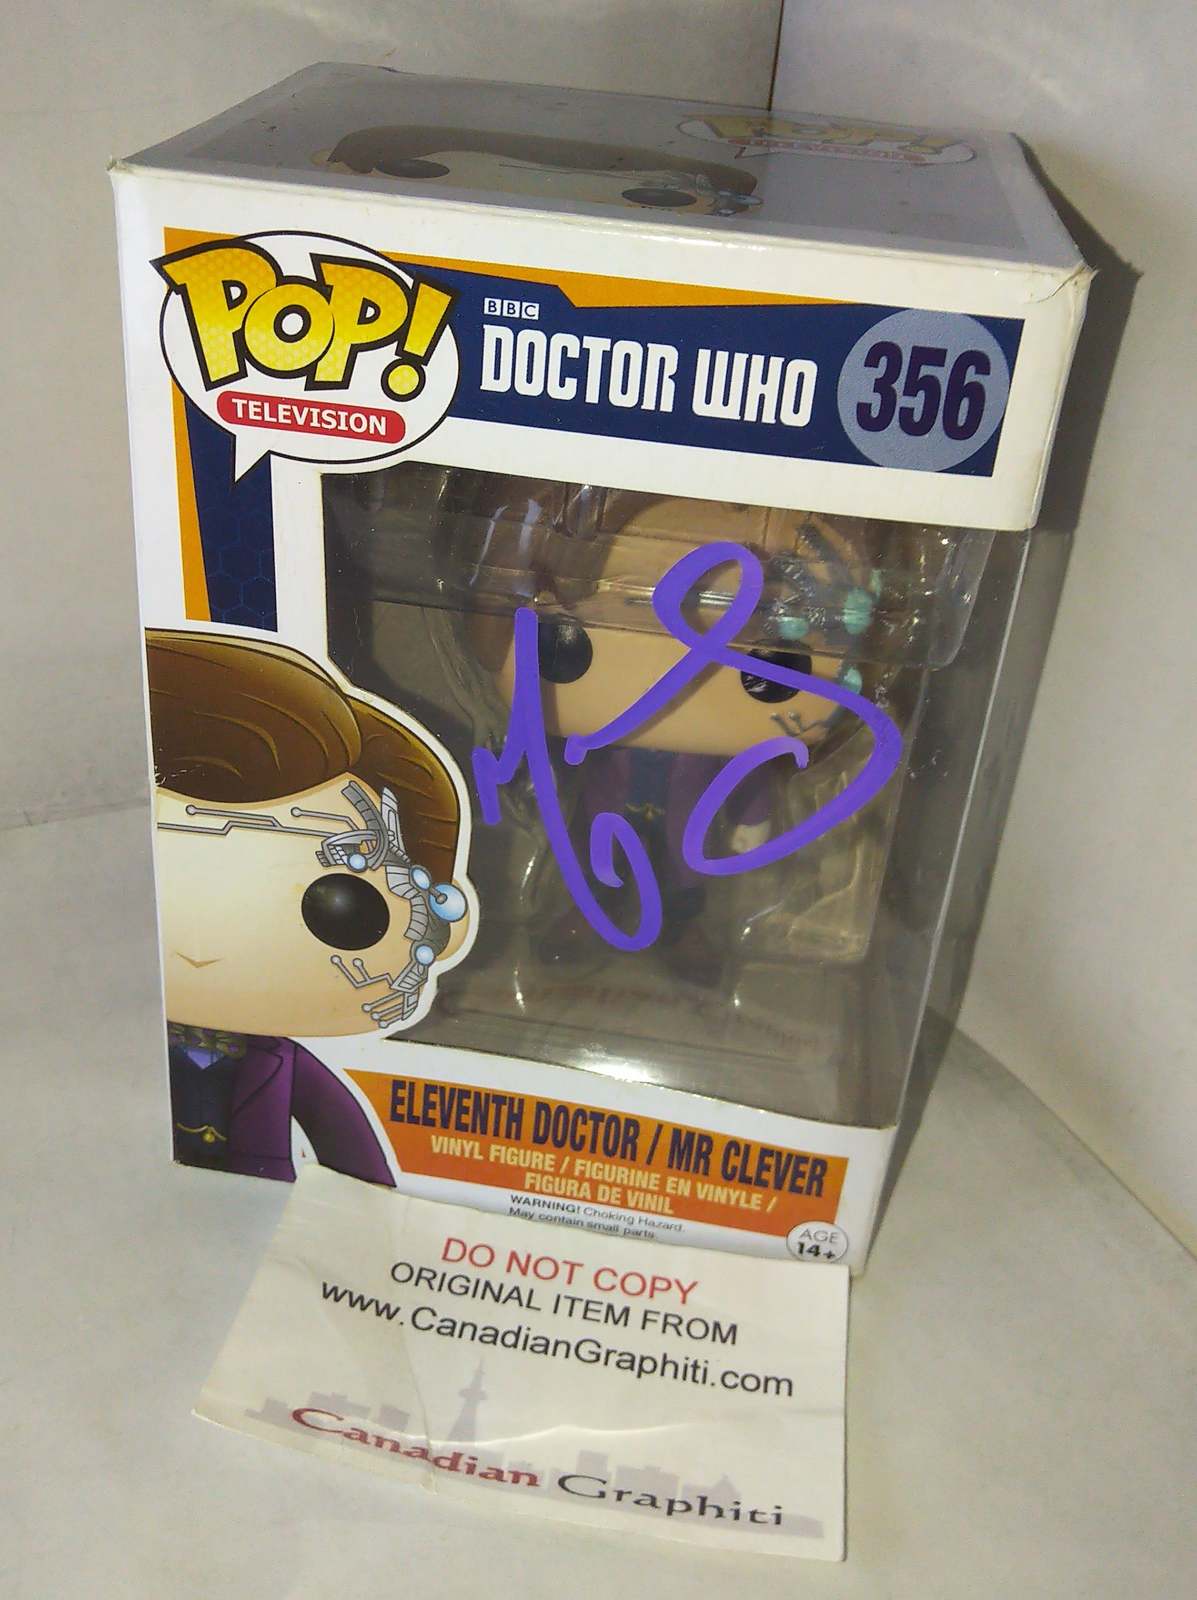 POP!
TELEVISION
BBC
DOCTOR WHO
356
ELEVENTH DOCTOR / MR CLEVER
VINYL FIGURE / FIGURINE EN VINYLE /
FIGURA DE VINIL
WARNING! Choking Hazard.
May contain small parts.
AGE
14+
DO NOT COPY
ORIGINAL ITEM FROM
www.CanadianGraphiti.com
Canadian Graphiti